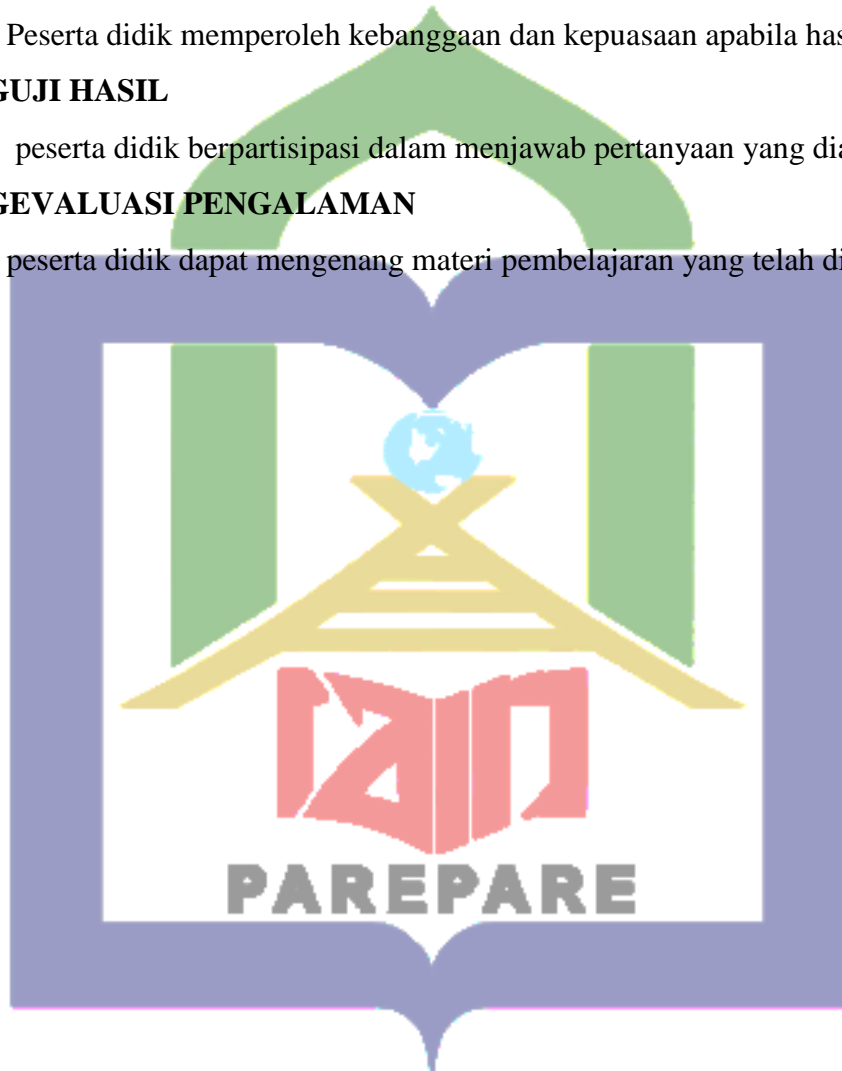 Peserta didik memperoleh kebanggaan dan kepuasaan apabila has
GUJI HASIL
peserta didik berpartisipasi dalam menjawab pertanyaan yang dia
GEVALUASI PENGALAMAN
peserta didik dapat mengenang materi pembelajaran yang telah di
iain
PAREPARE